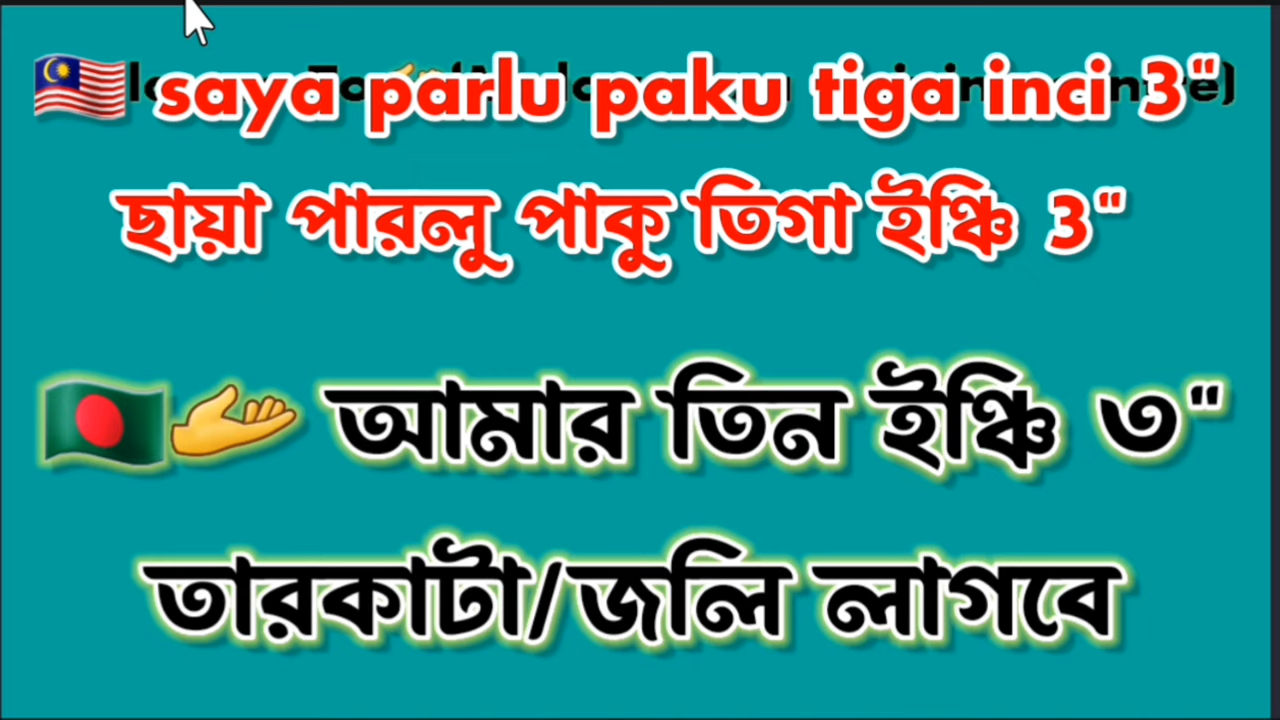 saya parlu paku tiga inci 3"
ছায়া পারলু পাকু তিগা ইঞ্চি 3"
আমার তিন ইঞ্চি ৩"
তারকাটা/জলি লাগবে